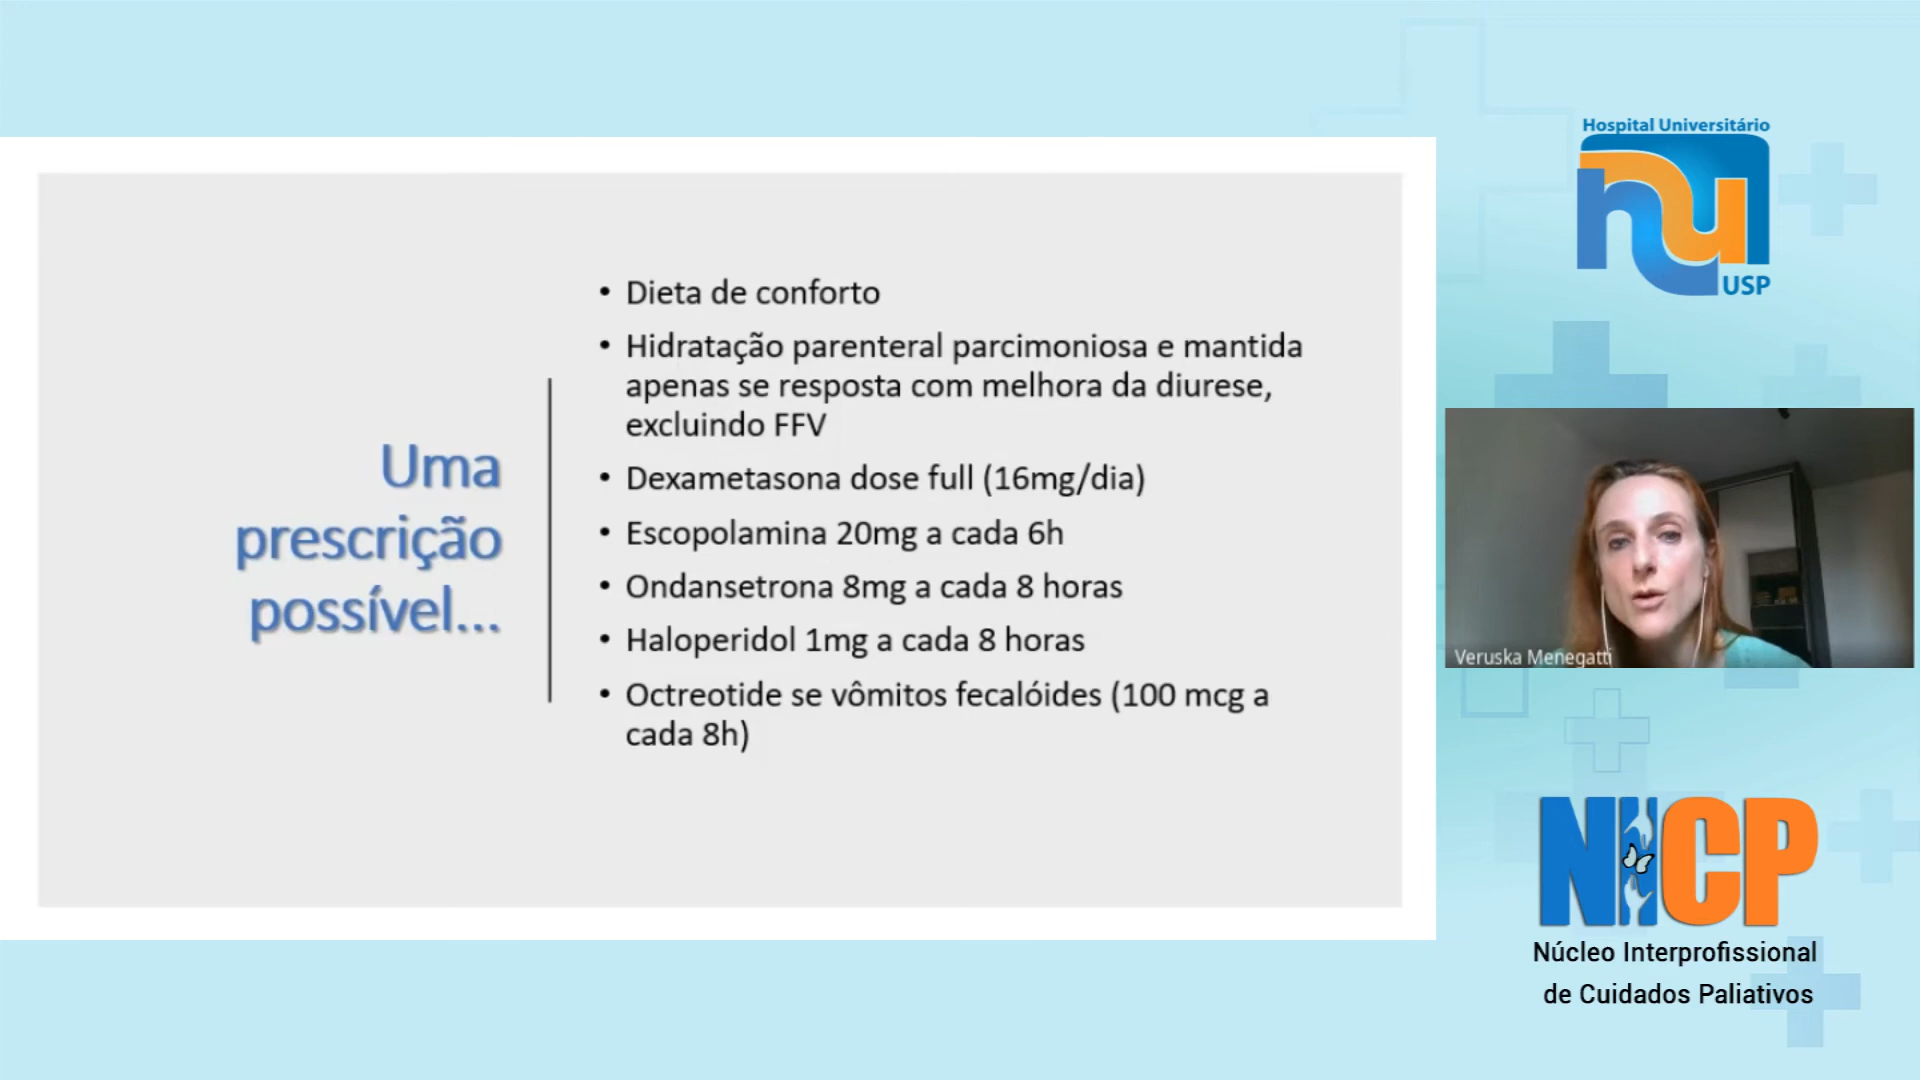 Uma
prescrição
possível...
• Dieta de conforto
• Hidratação parenteral parcimoniosa e mantida
apenas se resposta com melhora da diurese,
excluindo FFV
• Dexametasona dose full (16mg/dia)
• Escopolamina 20mg a cada 6h
• Ondansetrona 8mg a cada 8 horas
• Haloperidol 1mg a cada 8 horas
• Octreotide se vômitos fecalóides (100 mcg a
cada 8h)
Hospital Universitário
hu
USP
Veruska Menegatti
NICP
Núcleo Interprofissional
de Cuidados Paliativos